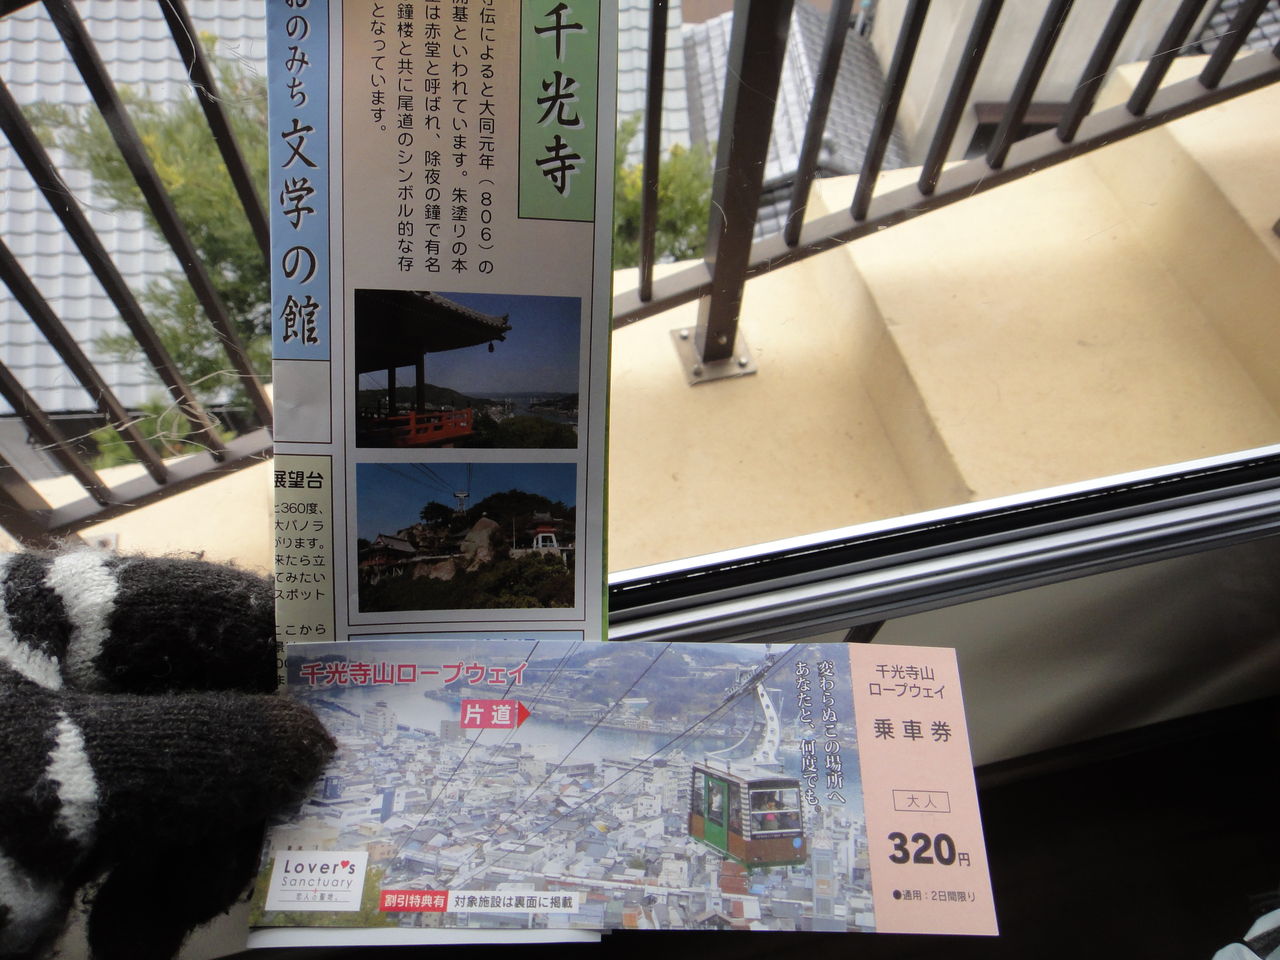 千光寺
寺伝によると大同元年(806)の
開基といわれています。朱塗りの本
堂は赤堂と呼ばれ、除夜の鐘で有名
鐘楼と共に尾道のシンボル的な存
となっています。
おのみち文学の館
展望台
と360度、
大パノラ
がります。
来たら立
てみたい
スポット
ここから
千光寺山ロープウェイ
片道
変わらぬこの場所へ
あなたと、何度でも。
Lover's
Sanctuary
恋人の聖地。
割引特典有 対象施設は裏面に掲載
千光寺山
ロープウェイ
乗車券
大人
320円
●通用:2日間限り